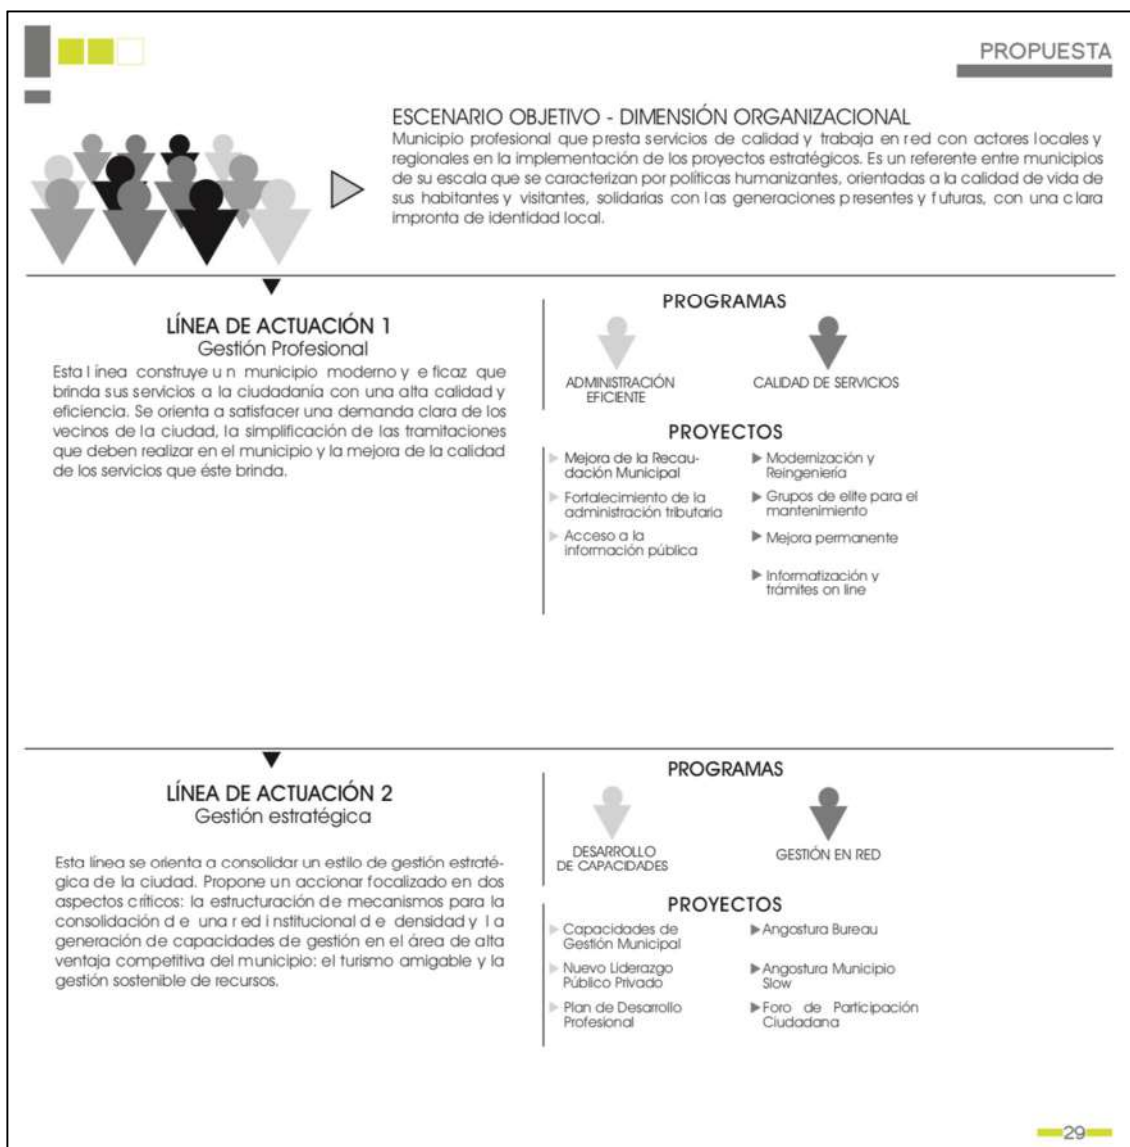 PROPUESTA
ESCENARIO OBJETIVO - DIMENSIÓN ORGANIZACIONAL
Municipio profesional que presta servicios de calidad y trabaja en red con actores locales y
regionales en la implementación de los proyectos estratégicos. Es un referente entre municipios
de su escala que se caracterizan por políticas humanizantes, orientadas a la calidad de vida de
sus habitantes y visitantes, solidarias con las generaciones presentes y futuras, con una clara
impronta de identidad local.
LÍNEA DE ACTUACIÓN 1
Gestión Profesional
Esta línea construye un municipio moderno y eficaz que
brinda sus servicios a la ciudadanía con una alta calidad y
eficiencia. Se orienta a satisfacer una demanda clara de los
vecinos de la ciudad, la simplificación de las tramitaciones
que deben realizar en el municipio y la mejora de la calidad
de los servicios que éste brinda.
PROGRAMAS
ADMINISTRACIÓN
EFICIENTE
CALIDAD DE SERVICIOS
PROYECTOS
Mejora de la Recau-
dación Municipal
Fortalecimiento de la
administración tributaria
Acceso a la
información pública
Modernización y
Reingeniería
Grupos de elite para el
mantenimiento
Mejora permanente
Informatización y
trámites on line
LÍNEA DE ACTUACIÓN 2
Gestión estratégica
Esta línea se orienta a consolidar un estilo de gestión estraté-
gica de la ciudad. Propone un accionar focalizado en dos
aspectos críticos: la estructuración de mecanismos para la
consolidación de una red institucional de densidad y la
generación de capacidades de gestión en el área de alta
ventaja competitiva del municipio: el turismo amigable y la
gestión sostenible de recursos.
PROGRAMAS
DESARROLLO
DE CAPACIDADES
GESTIÓN EN RED
PROYECTOS
Capacidades de
Gestión Municipal
Nuevo Liderazgo
Público Privado
Plan de Desarrollo
Profesional
Angostura Bureau
Angostura Municipio
Slow
Foro de Participación
Ciudadana
29